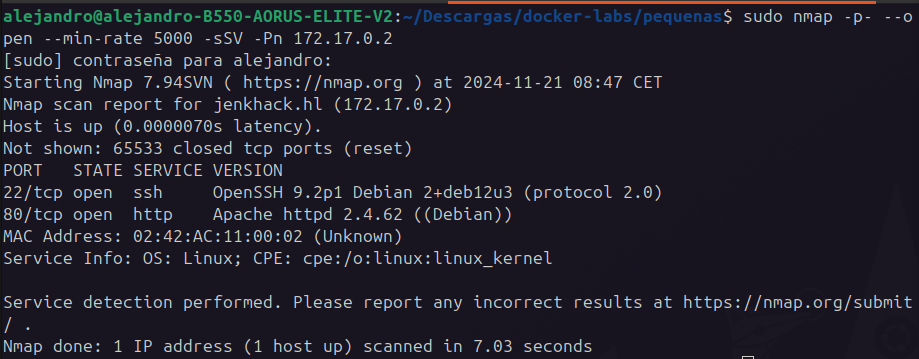 alejandro@alejandro-B550-AORUS-ELITE-V2:~/Descargas/docker-labs/pequenas$ sudo nmap -p- --o
pen --min-rate 5000 -sSV -Pn 172.17.0.2
[sudo] contraseña para alejandro:
Starting Nmap 7.94SVN ( https://nmap.org ) at 2024-11-21 08:47 CET
Nmap scan report for jenkhack.hl (172.17.0.2)
Host is up (0.0000070s latency).
Not shown: 65533 closed tcp ports (reset)
PORT   STATE SERVICE VERSION
22/tcp open  ssh     OpenSSH 9.2p1 Debian 2+deb12u3 (protocol 2.0)
80/tcp open  http    Apache httpd 2.4.62 ((Debian))
MAC Address: 02:42:AC:11:00:02 (Unknown)
Service Info: OS: Linux; CPE: cpe:/o:linux:linux_kernel

Service detection performed. Please report any incorrect results at https://nmap.org/submit
/ .
Nmap done: 1 IP address (1 host up) scanned in 7.03 seconds